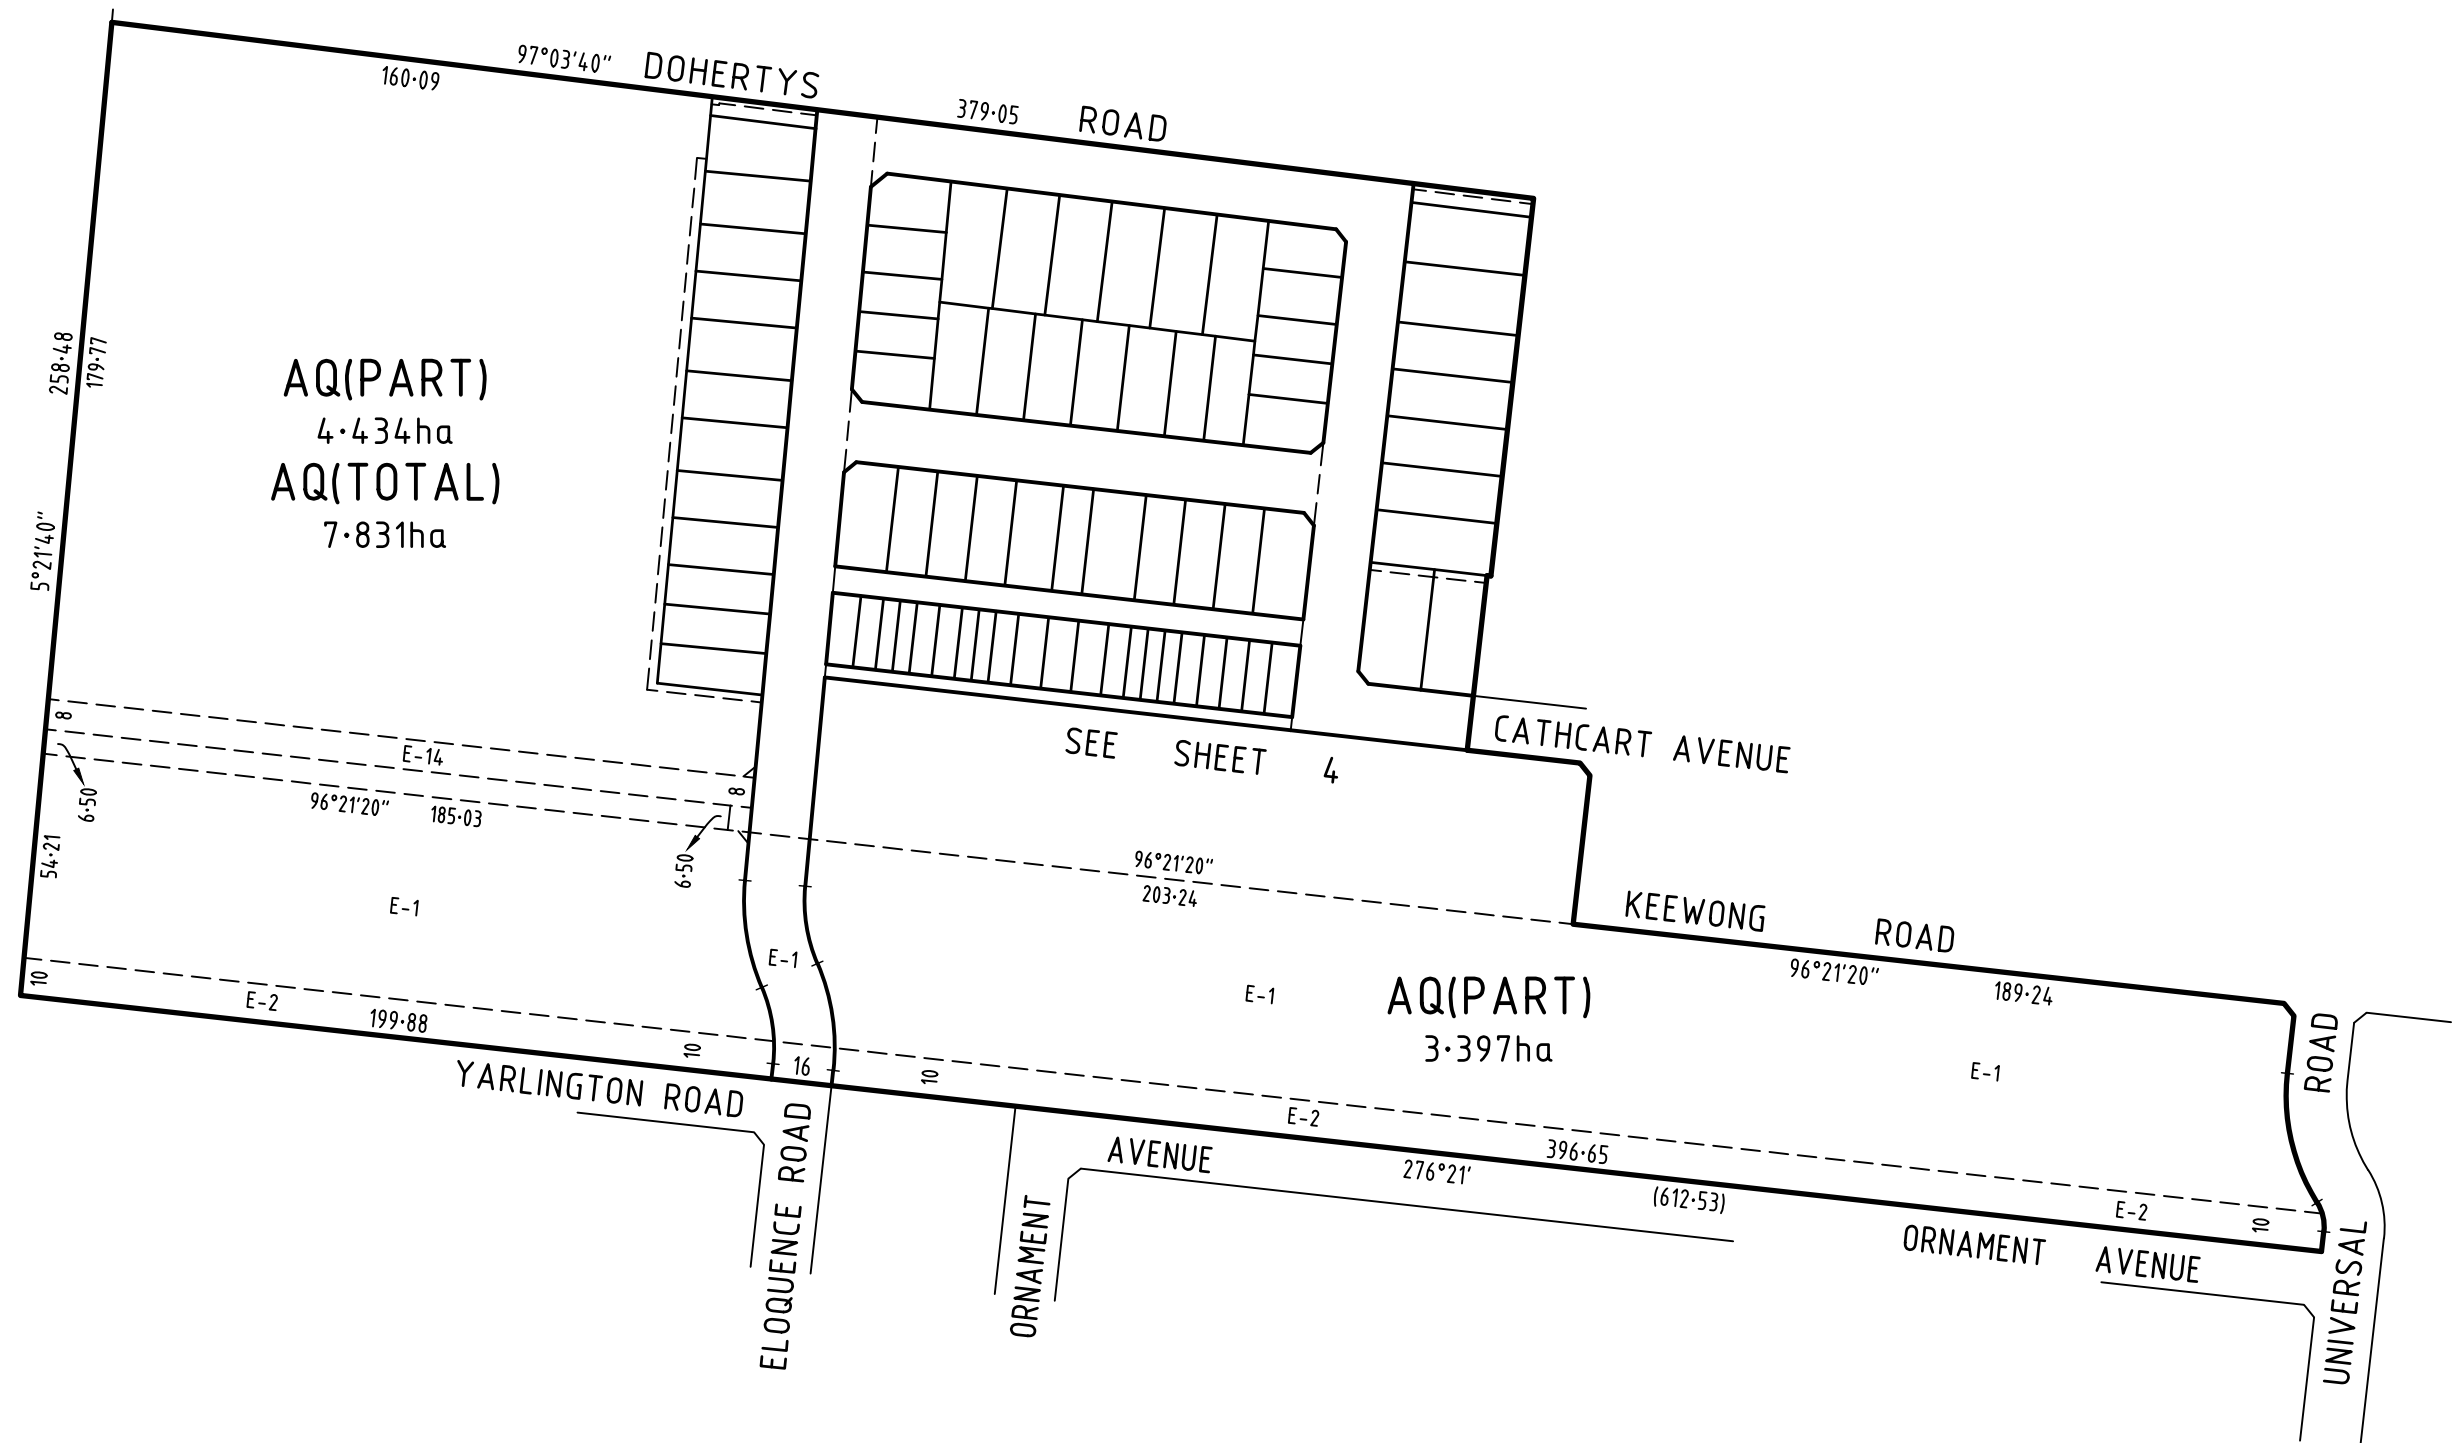 97°03'40"
DOHERTYS
ROAD
160·09
379·05
258·48
179·77
5°21'40"
AQ(PART)
4·434ha
AQ(TOTAL)
7·831ha
8
E-14
8
6·50
96°21'20"
185·03
6·50
54·21
E-1
SEE SHEET 4
CATHCART AVENUE
96°21'20"
203·24
KEEWONG ROAD
96°21'20"
189·24
E-1
E-1
AQ(PART)
3·397ha
E-1
10
E-2
199·88
10
16
10
E-2
396·65
276°21'
(612·53)
E-2
10
YARLINGTON ROAD
ELOQUENCE ROAD
ORNAMENT
AVENUE
ORNAMENT AVENUE
UNIVERSAL
ROAD